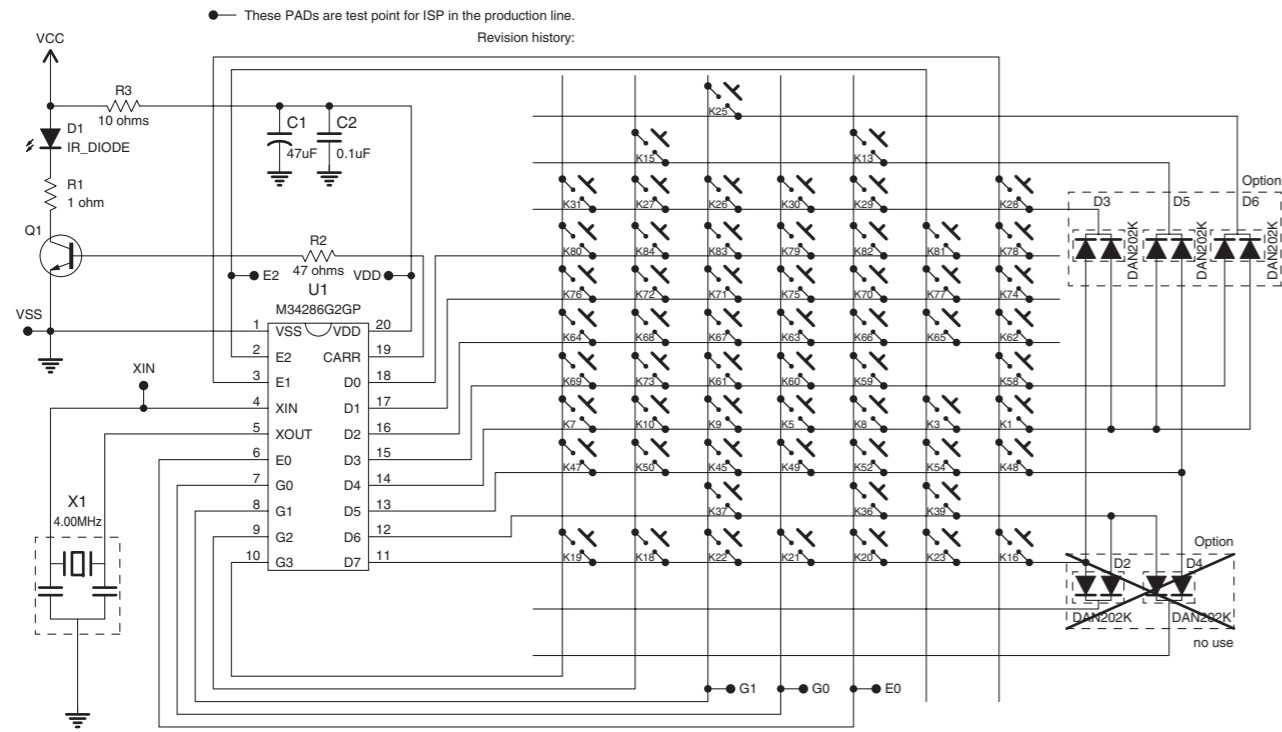 These PADs are test point for ISP in the production line.
Revision history:
VCC
R3
10 ohms
D1
IR_DIODE
C1
47uF
C2
0.1uF
R1
1 ohm
Q1
R2
47 ohms
E2
VDD
U1
M34286G2GP
VSS
1 VSS VDD 20
2 E2 CARR 19
3 E1 D0 18
4 XIN D1 17
5 XOUT D2 16
6 E0 D3 15
7 G0 D4 14
8 G1 D5 13
9 G2 D6 12
10 G3 D7 11
XIN
X1
4.00MHz
K25
K15 K13
K31 K27 K26 K30 K29 K28
K80 K84 K83 K79 K82 K81 K78
K76 K72 K71 K75 K70 K77 K74
K64 K68 K67 K63 K66 K65 K62
K69 K73 K61 K60 K59 K58
K7 K10 K9 K5 K8 K3 K1
K47 K50 K45 K49 K52 K54 K48
K37 K36 K39
K19 K18 K22 K21 K20 K23 K16
Option
D3 D5 D6
DAN202K DAN202K DAN202K
Option
D2 D4
DAN202K DAN202K
no use
G1 G0 E0